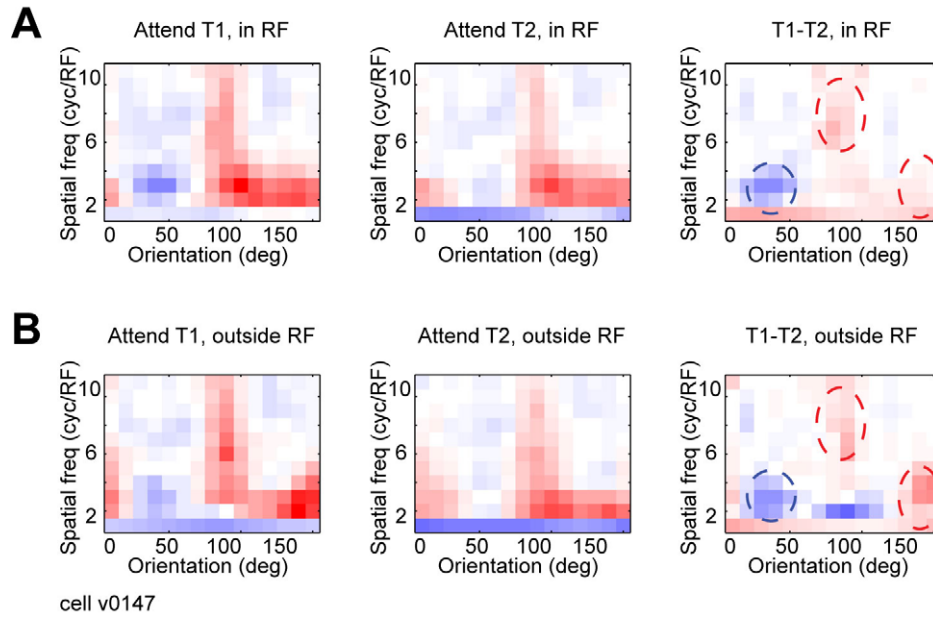 A
Attend T1, in RF
Attend T2, in RF
T1-T2, in RF
Spatial freq (cyc/RF)
10
6
2
0 50 100 150
Orientation (deg)
Spatial freq (cyc/RF)
10
6
2
0 50 100 150
Orientation (deg)
Spatial freq (cyc/RF)
10
6
2
0 50 100 150
Orientation (deg)
B
Attend T1, outside RF
Attend T2, outside RF
T1-T2, outside RF
Spatial freq (cyc/RF)
10
6
2
0 50 100 150
Orientation (deg)
Spatial freq (cyc/RF)
10
6
2
0 50 100 150
Orientation (deg)
Spatial freq (cyc/RF)
10
6
2
0 50 100 150
Orientation (deg)
cell v0147